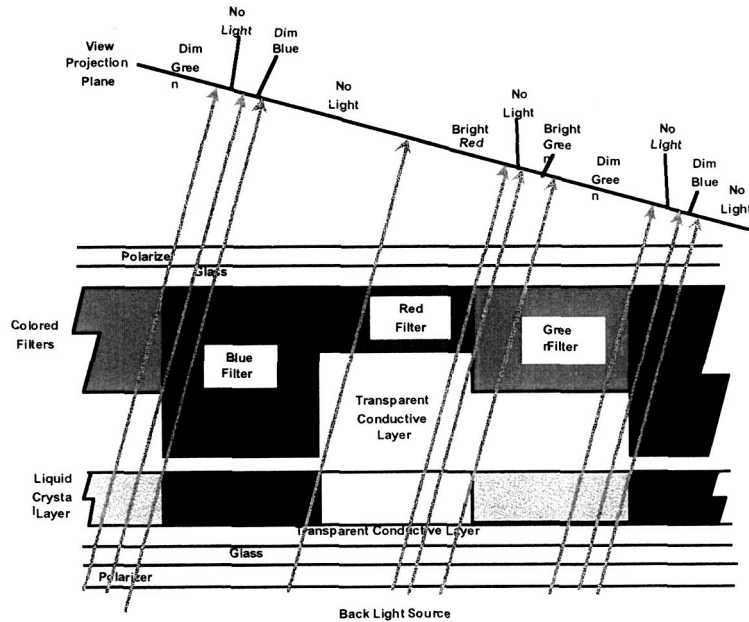 View
Projection
Plane
Dim
Gree
n
No
Light
Dim
Blue
No
Light
Bright
Red
No
Light
Bright
Gree
n
Dim
Gree
n
No
Light
Dim
Blue
No
Light
Polarizer
Glass
Colored
Filters
Blue
Filter
Red
Filter
Gree
nFilter
Transparent
Conductive
Layer
Liquid
Crysta
lLayer
Transparent Conductive Layer
Glass
Polarizer
Back Light Source